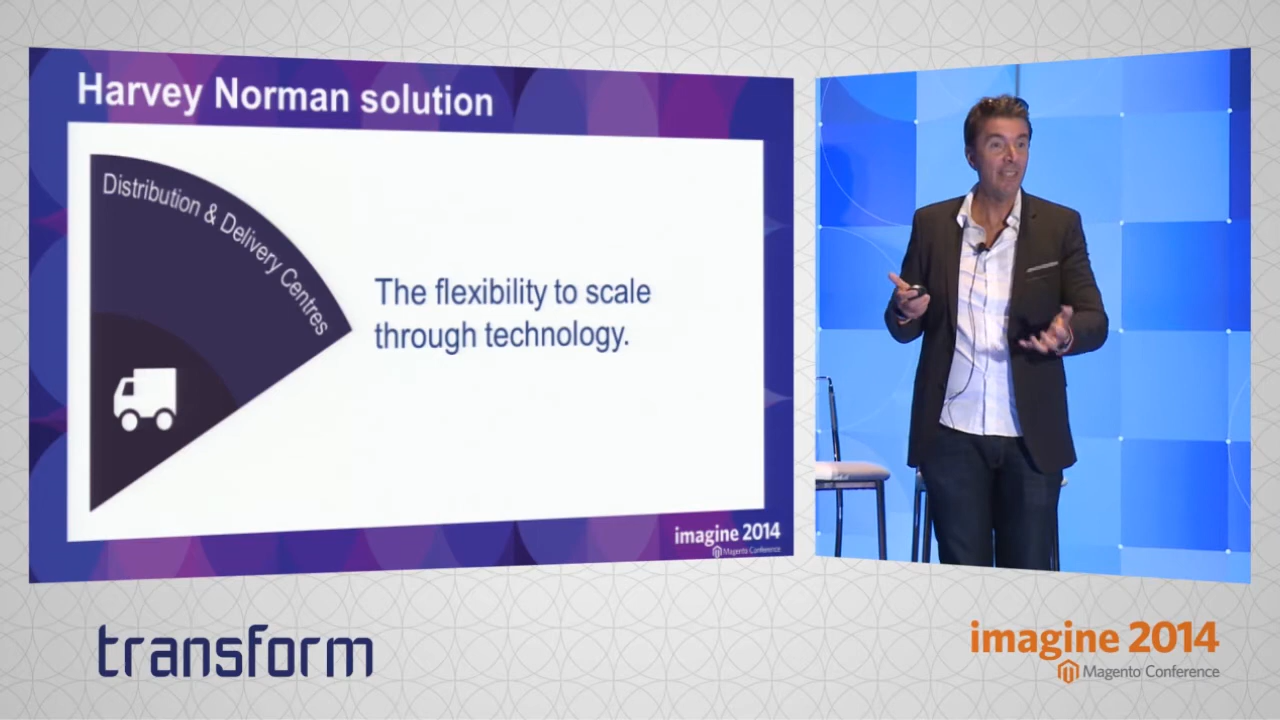 Harvey Norman solution
Distribution & Delivery Centres
The flexibility to scale
through technology.
imagine 2014
Magento Conference
transform
imagine 2014
Magento Conference